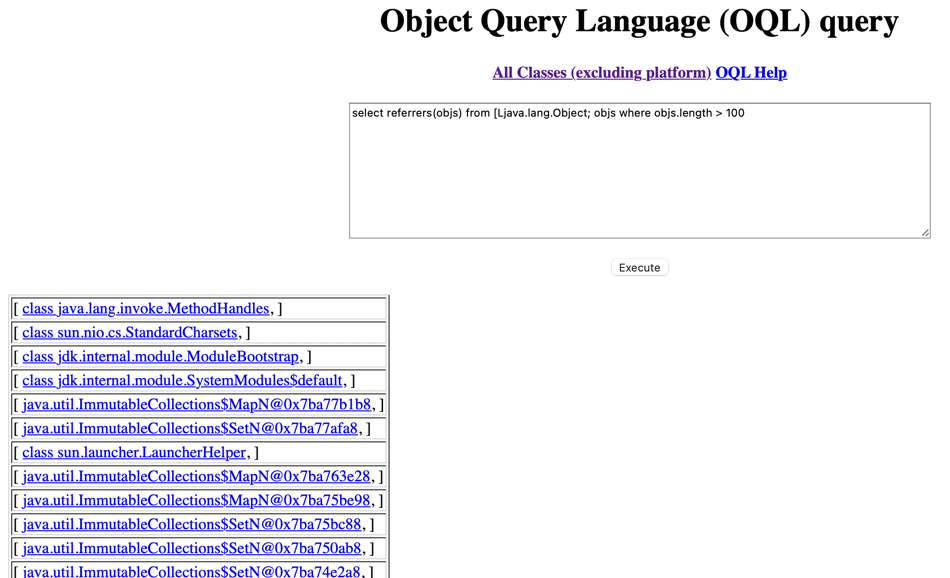 Object Query Language (OQL) query
All Classes (excluding platform) OQL Help
select referrers(objs) from [Ljava.lang.Object; objs where objs.length > 100
Execute
[ class java.lang.invoke.MethodHandles, ]
[ class sun.nio.cs.StandardCharsets, ]
[ class jdk.internal.module.ModuleBootstrap, ]
[ class jdk.internal.module.SystemModules$default, ]
[ java.util.ImmutableCollections$MapN@0x7ba77b1b8, ]
[ java.util.ImmutableCollections$SetN@0x7ba77afa8, ]
[ class sun.launcher.LauncherHelper, ]
[ java.util.ImmutableCollections$MapN@0x7ba763e28, ]
[ java.util.ImmutableCollections$MapN@0x7ba75be98, ]
[ java.util.ImmutableCollections$SetN@0x7ba75bc88, ]
[ java.util.ImmutableCollections$SetN@0x7ba750ab8, ]
[ java.util.ImmutableCollections$SetN@0x7ba74e2a8, ]